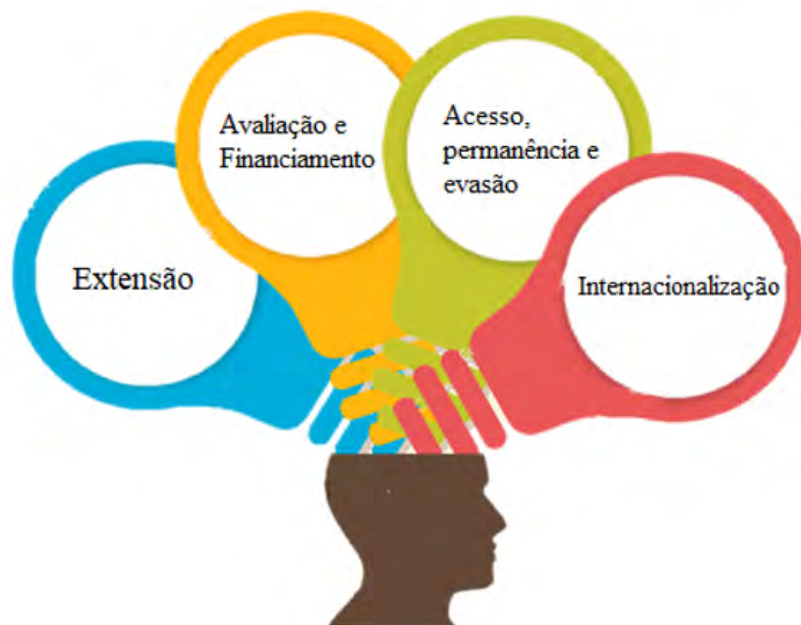 Extensão
Avaliação e
Financiamento
Acesso,
permanência e
evasão
Internacionalização